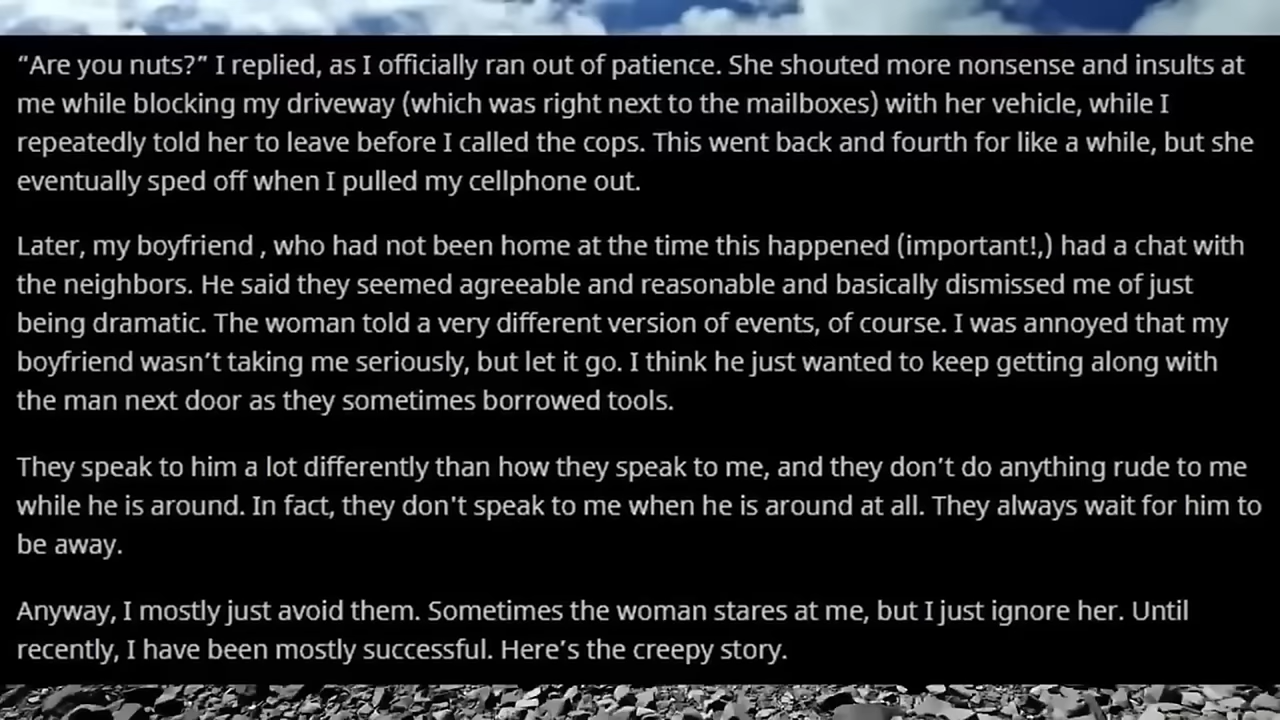 “Are you nuts?” I replied, as I officially ran out of patience. She shouted more nonsense and insults at
me while blocking my driveway (which was right next to the mailboxes) with her vehicle, while I
repeatedly told her to leave before I called the cops. This went back and fourth for like a while, but she
eventually sped off when I pulled my cellphone out.
Later, my boyfriend , who had not been home at the time this happened (important!,) had a chat with
the neighbors. He said they seemed agreeable and reasonable and basically dismissed me of just
being dramatic. The woman told a very different version of events, of course. I was annoyed that my
boyfriend wasn’t taking me seriously, but let it go. I think he just wanted to keep getting along with
the man next door as they sometimes borrowed tools.
They speak to him a lot differently than how they speak to me, and they don’t do anything rude to me
while he is around. In fact, they don't speak to me when he is around at all. They always wait for him to
be away.
Anyway, I mostly just avoid them. Sometimes the woman stares at me, but I just ignore her. Until
recently, I have been mostly successful. Here’s the creepy story.